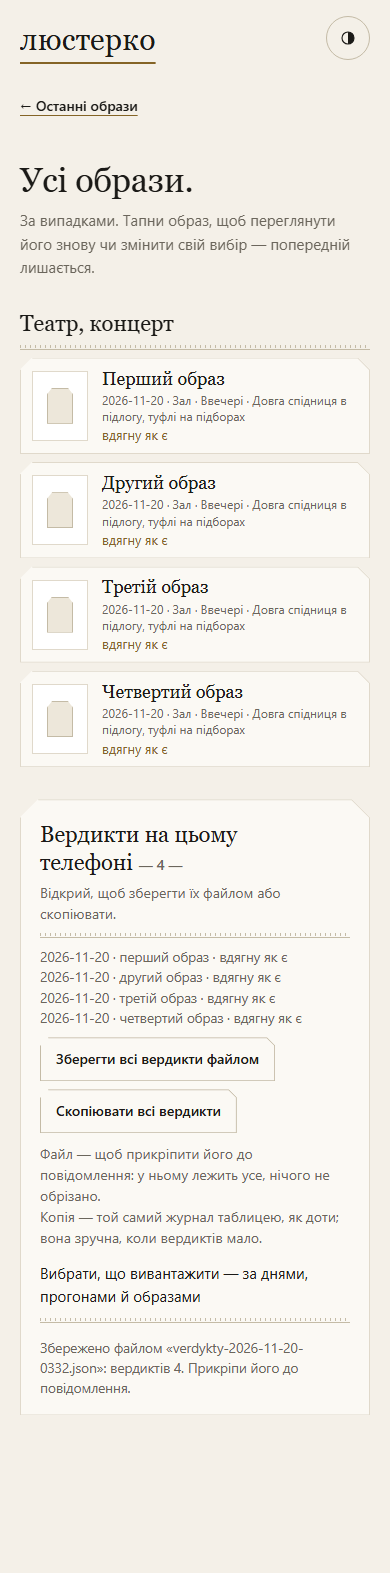 люстерко
← Останні образи
Усі образи.
За випадками. Тапни образ, щоб переглянути
його знову чи змінити свій вибір — попередній
лишається.
Театр, концерт
Перший образ
2026-11-20 · Зал · Ввечері · Довга спідниця в
підлогу, туфлі на підборах
вдягну як є
Другий образ
2026-11-20 · Зал · Ввечері · Довга спідниця в
підлогу, туфлі на підборах
вдягну як є
Третій образ
2026-11-20 · Зал · Ввечері · Довга спідниця в
підлогу, туфлі на підборах
вдягну як є
Четвертий образ
2026-11-20 · Зал · Ввечері · Довга спідниця в
підлогу, туфлі на підборах
вдягну як є
Вердикти на цьому
телефоні — 4 —
Відкрий, щоб зберегти їх файлом або
скопіювати.
2026-11-20 · перший образ · вдягну як є
2026-11-20 · другий образ · вдягну як є
2026-11-20 · третій образ · вдягну як є
2026-11-20 · четвертий образ · вдягну як є
Зберегти всі вердикти файлом
Скопіювати всі вердикти
Файл — щоб прикріпити його до
повідомлення: у ньому лежить усе, нічого не
обрізано.
Копія — той самий журнал таблицею, як доти;
вона зручна, коли вердиктів мало.
Вибрати, що вивантажити — за днями,
прогонами й образами
Збережено файлом «verdykty-2026-11-20-
0332.json»: вердиктів 4. Прикріпи його до
повідомлення.